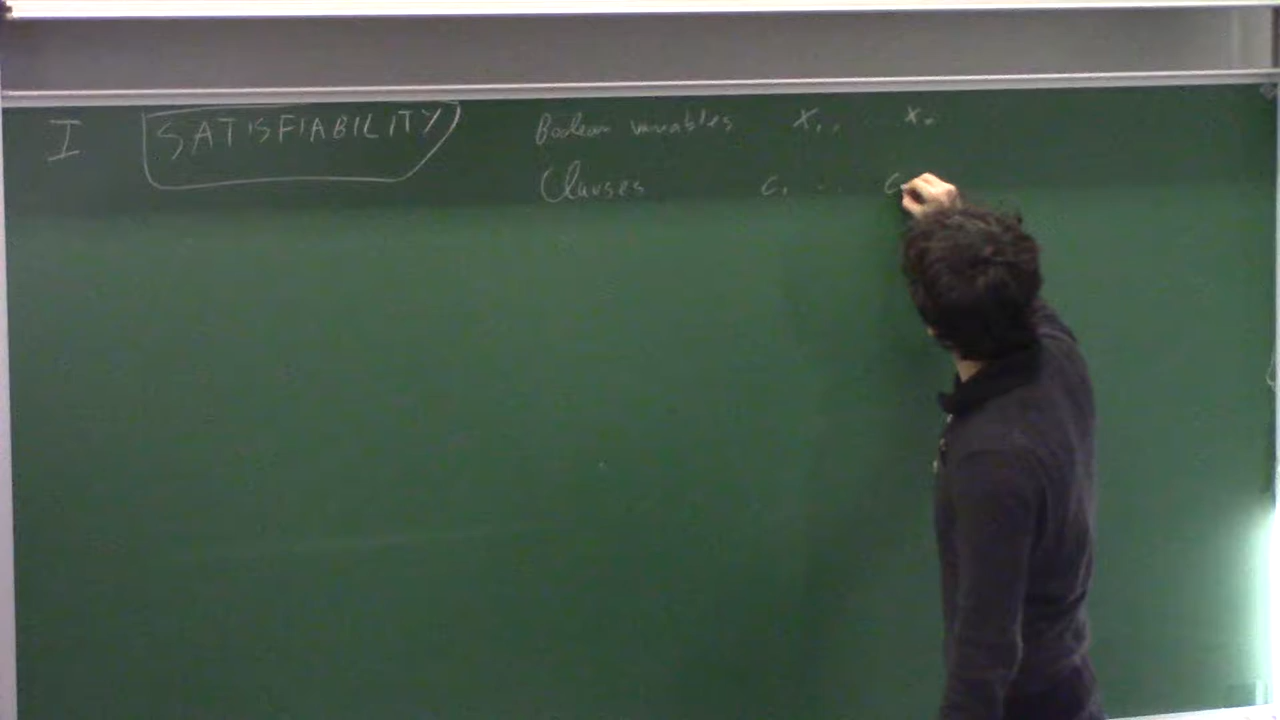 I SATISFIABILITY Boolean variables X₁, .. Xₙ
Clauses C₁ ... C